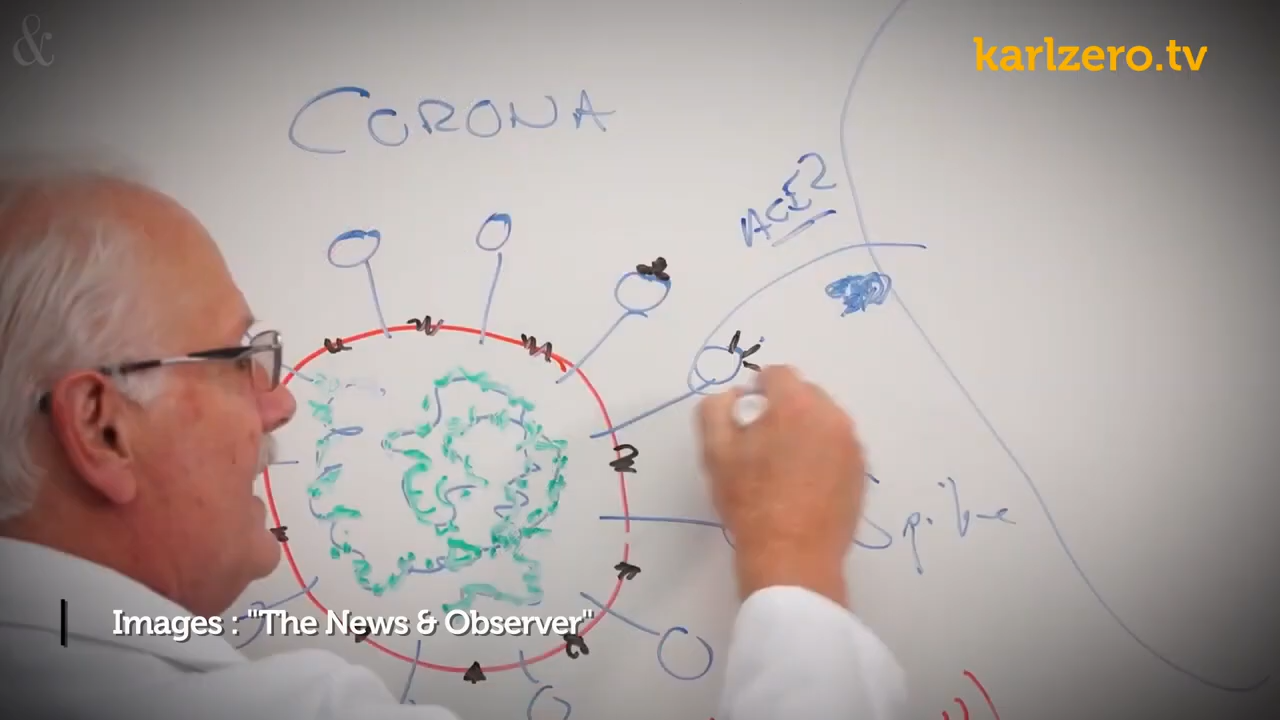 &
karlzero.tv
CORONA
ACE2
Spike
Images : "The News & Observer"